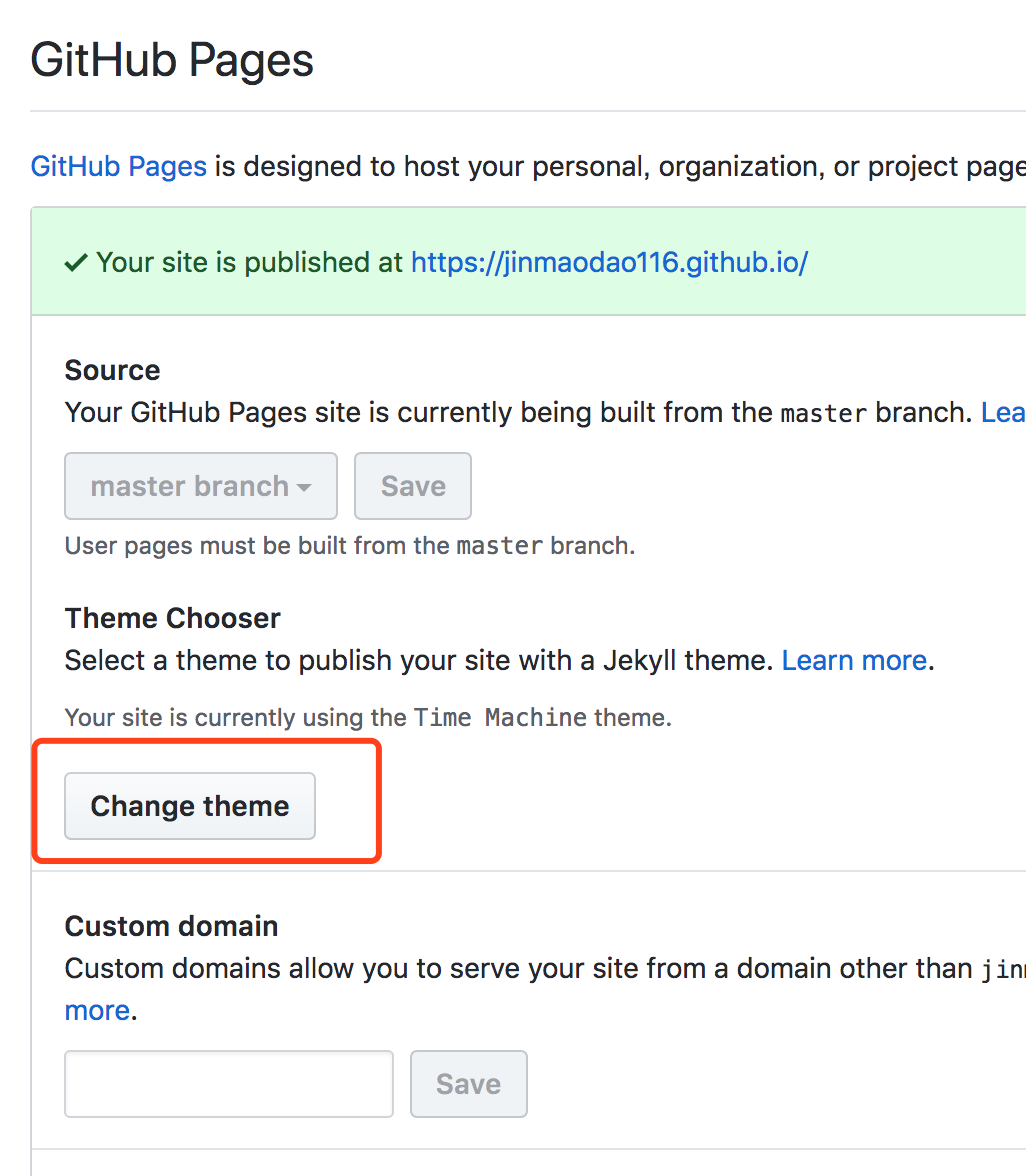 GitHub Pages
GitHub Pages is designed to host your personal, organization, or project page
Your site is published at https://jinmaodao116.github.io/
Source
Your GitHub Pages site is currently being built from the master branch. Lea
master branch Save
User pages must be built from the master branch.
Theme Chooser
Select a theme to publish your site with a Jekyll theme. Learn more.
Your site is currently using the Time Machine theme.
Change theme
Custom domain
Custom domains allow you to serve your site from a domain other than jin
more.
Save